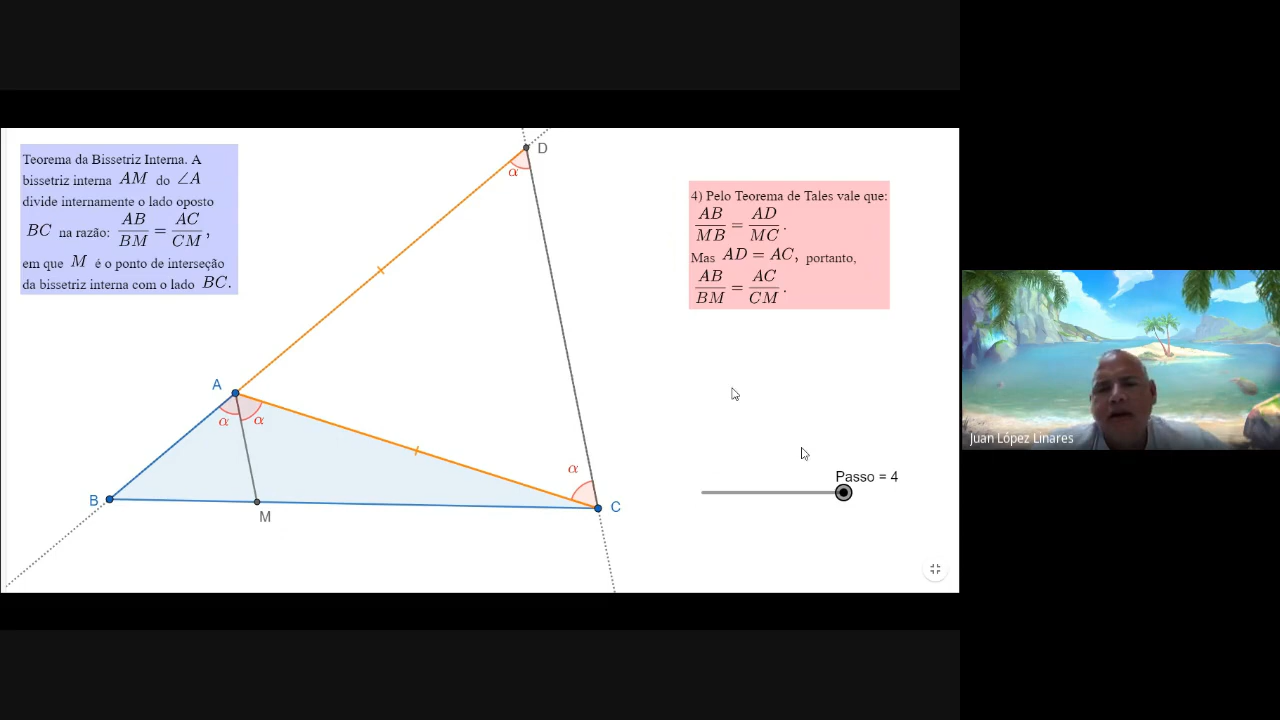 Teorema da Bissetriz Interna. A
bissetriz interna AM do ∠A
divide internamente o lado oposto
BC na razão: AB/BM = AC/CM,
em que M é o ponto de interseção
da bissetriz interna com o lado BC.
D
α
4) Pelo Teorema de Tales vale que:
AB/MB = AD/MC.
Mas AD = AC, portanto,
AB/BM = AC/CM.
A
α
α
α
B
M
C
Passo = 4
Juan López Linares